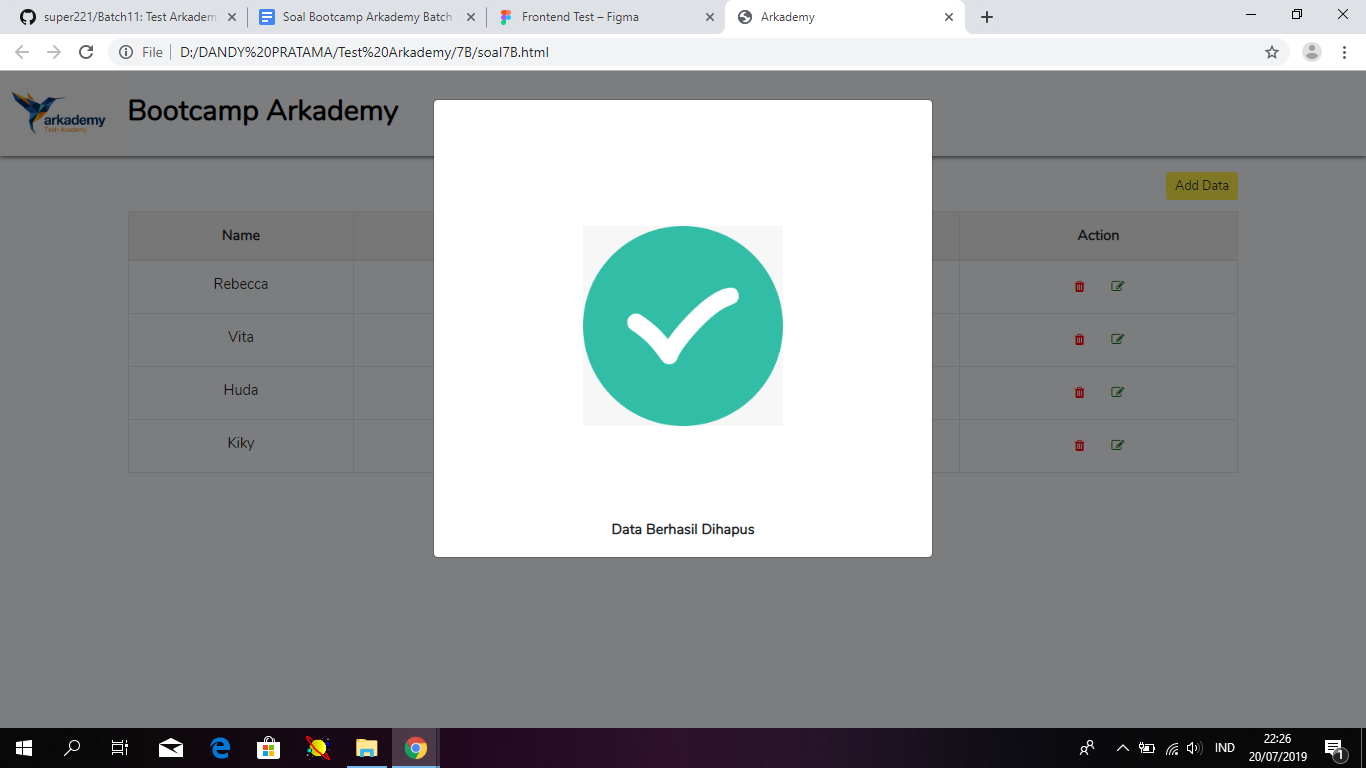 super221/Batch11: Test Arkadem
Soal Bootcamp Arkademy Batch
Frontend Test – Figma
Arkademy
File
D:/DANDY%20PRATAMA/Test%20Arkademy/7B/soal7B.html
arkademy
Tech Academy
Bootcamp Arkademy
Add Data
Name
Action
Rebecca
Vita
Huda
Kiky
Data Berhasil Dihapus
IND
22:26
20/07/2019
1